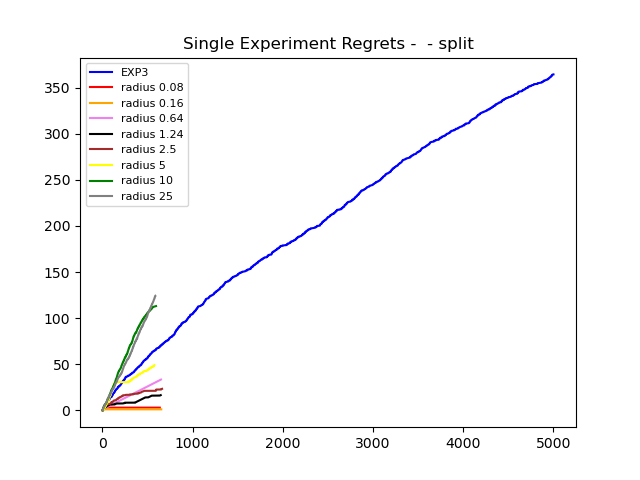 Single Experiment Regrets -  - split
EXP3
radius 0.08
radius 0.16
radius 0.64
radius 1.24
radius 2.5
radius 5
radius 10
radius 25
350
300
250
200
150
100
50
0
0 1000 2000 3000 4000 5000